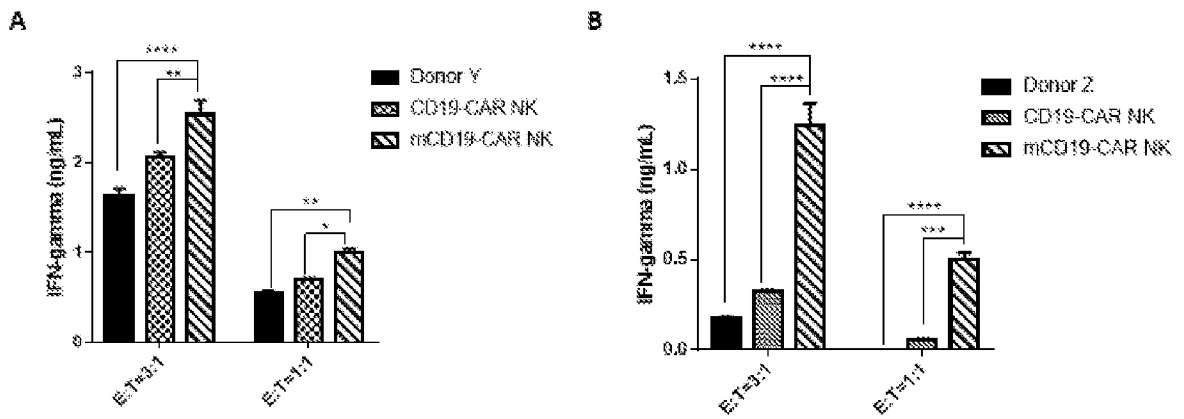 A
****
**
3
2
1
0
IFN-gamma (ng/mL)
**
*
E:T=3:1
E:T=1:1
Donor Y
CD19-CAR NK
mCD19-CAR NK
B
****
****
1.5
1.0
0.5
0.0
IFN-gamma (ng/mL)
****
***
E:T=3:1
E:T=1:1
Donor Z
CD19-CAR NK
mCD19-CAR NK